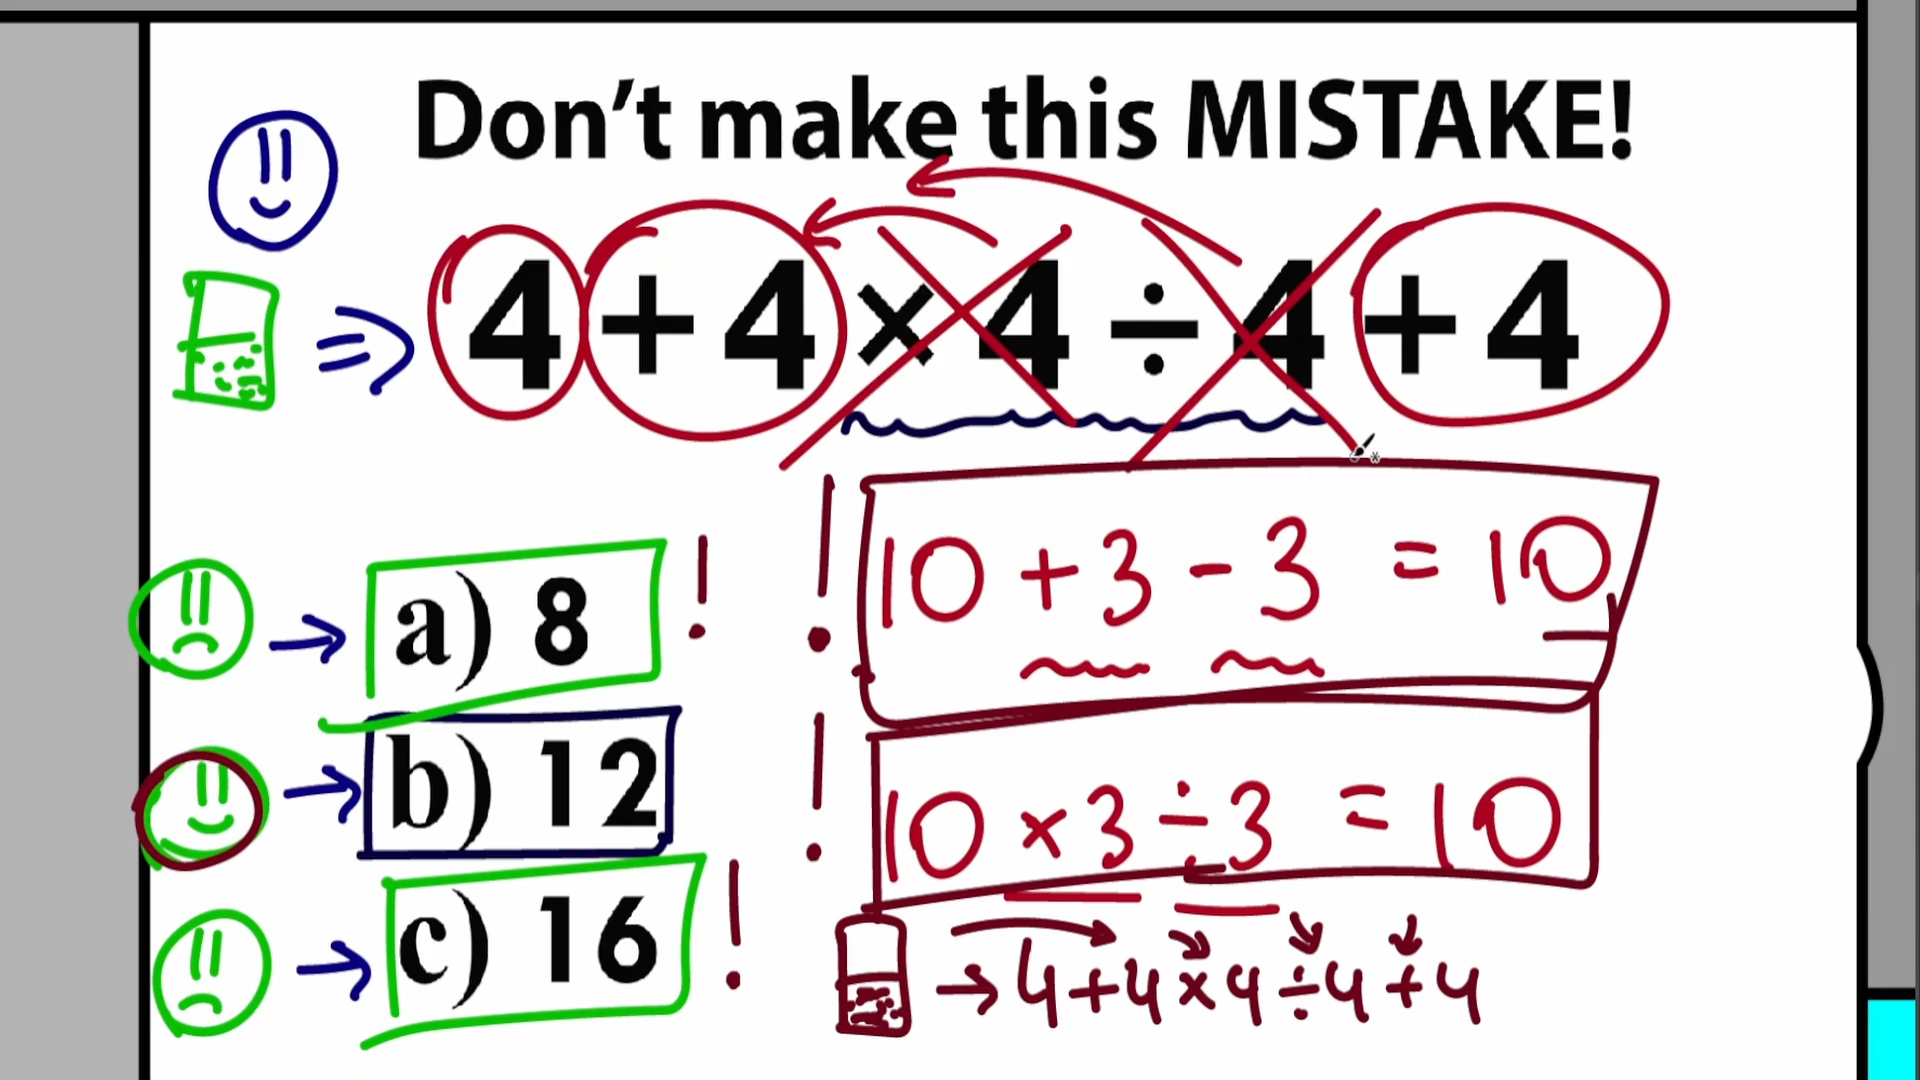 Don't make this MISTAKE!
4 + 4 × 4 ÷ 4 + 4
a) 8 !
b) 12
c) 16 !
! 10 + 3 - 3 = 10
! 10 × 3 ÷ 3 = 10
→ 4 + 4 × 4 ÷ 4 + 4